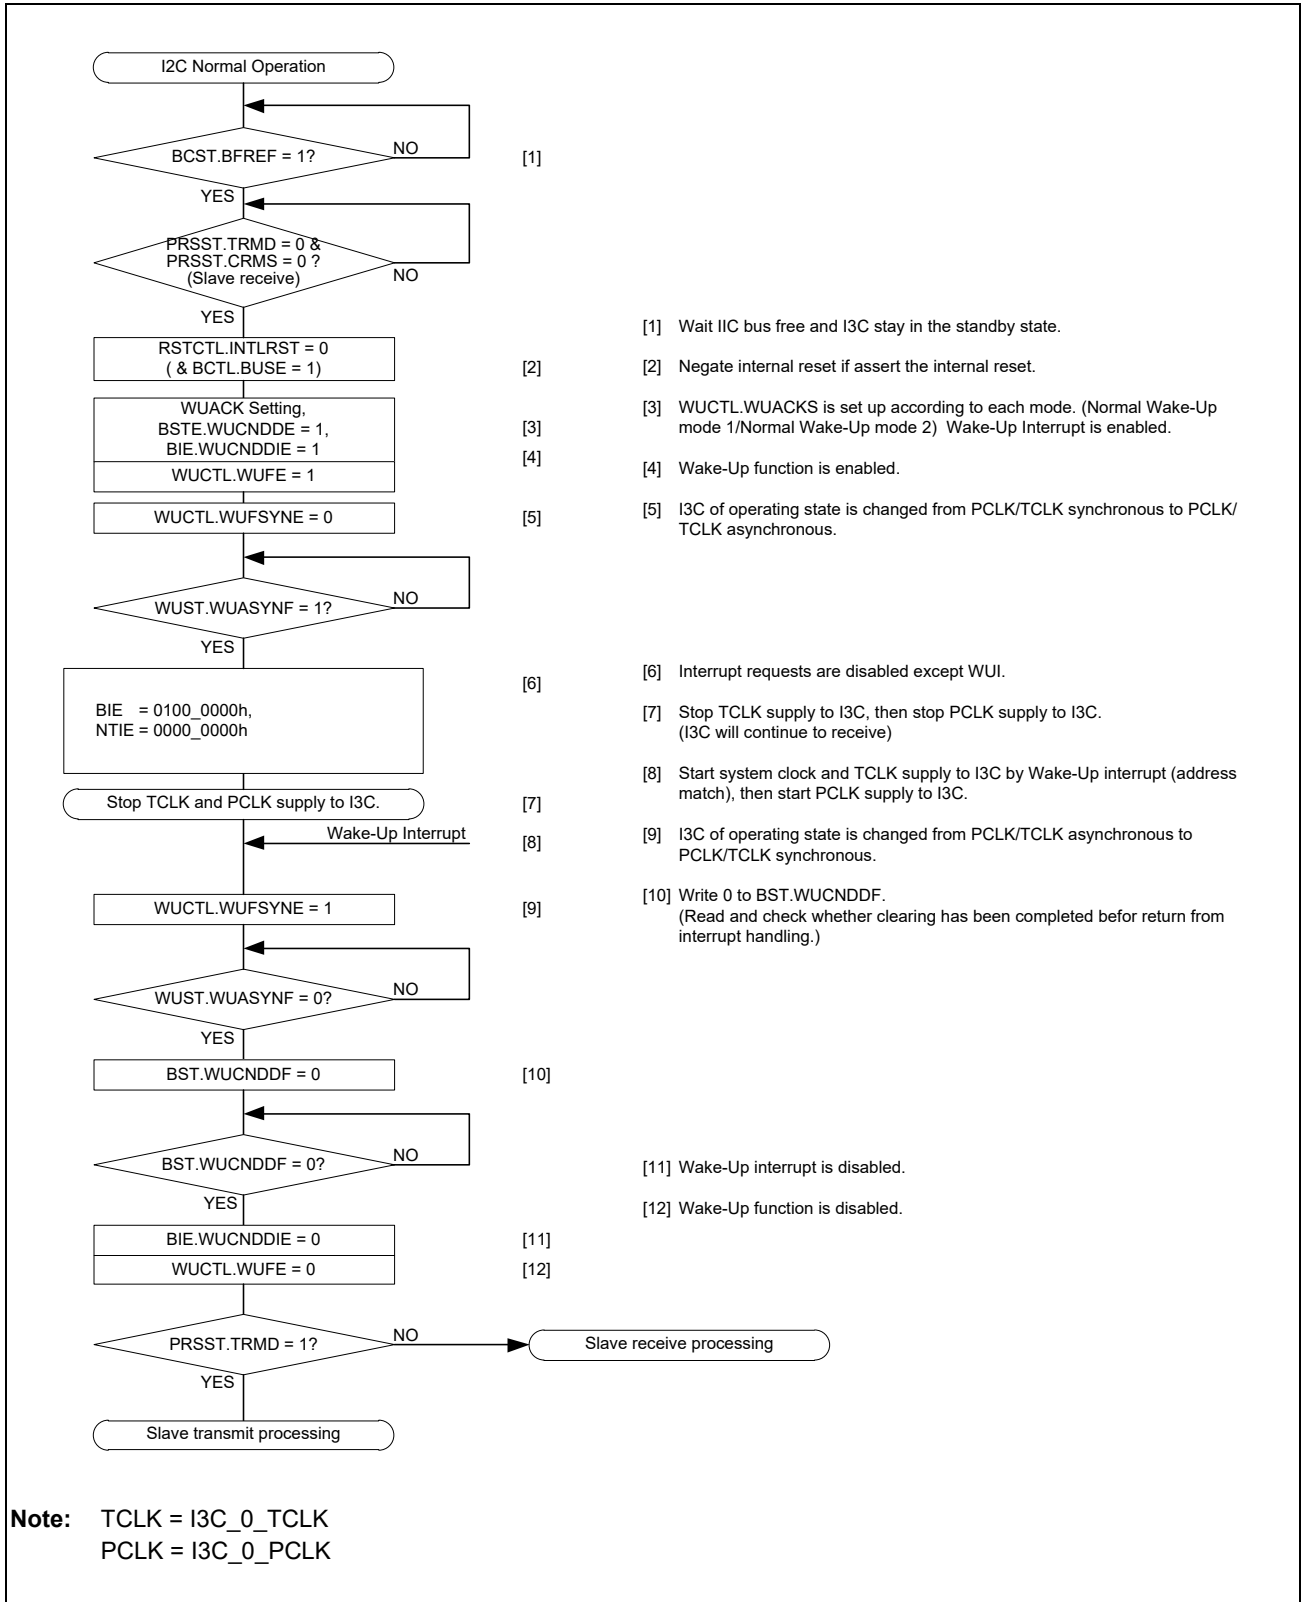 I2C Normal Operation
BCST.BFREF = 1?
NO
[1]
YES
PRSST.TRMD = 0 &
PRSST.CRMS = 0 ?
(Slave receive)
NO
YES
RSTCTL.INTLRST = 0
( & BCTL.BUSE = 1)
[2]
WUACK Setting,
BSTE.WUCNDDE = 1,
BIE.WUCNDDIE = 1
[3]
[4]
WUCTL.WUFE = 1
WUCTL.WUFSYNE = 0
[5]
[1] Wait IIC bus free and I3C stay in the standby state.
[2] Negate internal reset if assert the internal reset.
[3] WUCTL.WUACKS is set up according to each mode. (Normal Wake-Up
mode 1/Normal Wake-Up mode 2) Wake-Up Interrupt is enabled.
[4] Wake-Up function is enabled.
[5] I3C of operating state is changed from PCLK/TCLK synchronous to PCLK/
TCLK asynchronous.
WUST.WUASYNF = 1?
NO
YES
BIE = 0100_0000h,
NTIE = 0000_0000h
[6]
Stop TCLK and PCLK supply to I3C.
[7]
Wake-Up Interrupt
[8]
WUCTL.WUFSYNE = 1
[9]
[6] Interrupt requests are disabled except WUI.
[7] Stop TCLK supply to I3C, then stop PCLK supply to I3C.
(I3C will continue to receive)
[8] Start system clock and TCLK supply to I3C by Wake-Up interrupt (address
match), then start PCLK supply to I3C.
[9] I3C of operating state is changed from PCLK/TCLK asynchronous to
PCLK/TCLK synchronous.
[10] Write 0 to BST.WUCNDDF.
(Read and check whether clearing has been completed befor return from
interrupt handling.)
WUST.WUASYNF = 0?
NO
YES
BST.WUCNDDF = 0
[10]
BST.WUCNDDF = 0?
NO
YES
[11] Wake-Up interrupt is disabled.
[12] Wake-Up function is disabled.
BIE.WUCNDDIE = 0
[11]
WUCTL.WUFE = 0
[12]
PRSST.TRMD = 1?
NO
Slave receive processing
YES
Slave transmit processing
Note: TCLK = I3C_0_TCLK
PCLK = I3C_0_PCLK